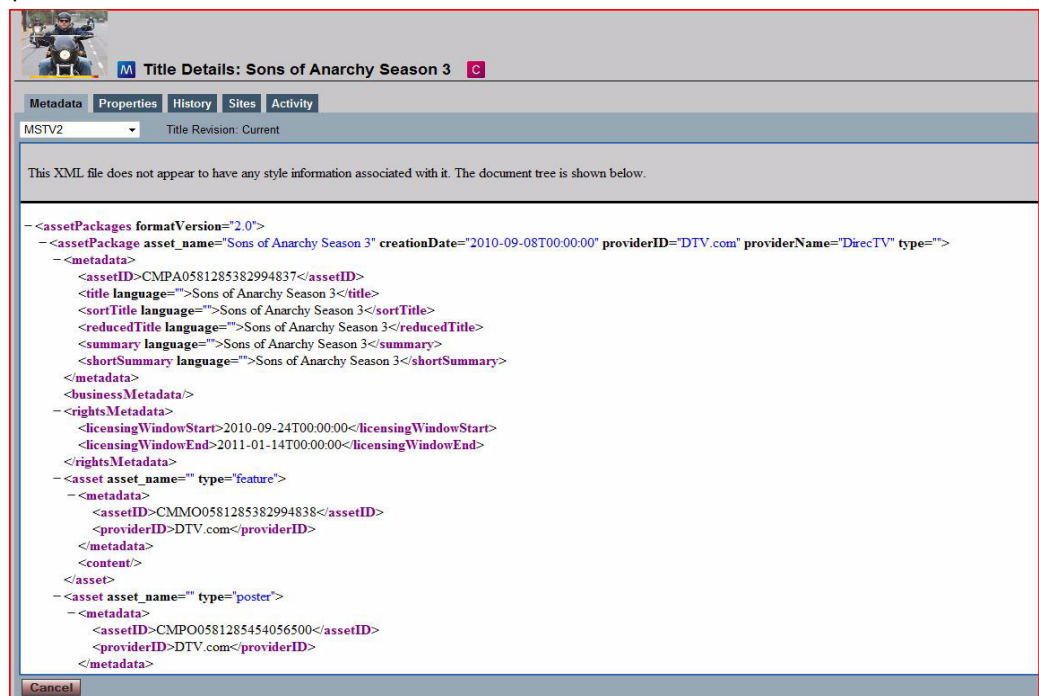 M Title Details: Sons of Anarchy Season 3 C
Metadata Properties History Sites Activity
MSTV2 Title Revision: Current
This XML file does not appear to have any style information associated with it. The document tree is shown below.
−<assetPackages formatVersion="2.0">
−<assetPackage asset_name="Sons of Anarchy Season 3" creationDate="2010-09-08T00:00:00" providerID="DTV.com" providerName="DirecTV" type="">
−<metadata>
<assetID>CMPA0581285382994837</assetID>
<title language="">Sons of Anarchy Season 3</title>
<sortTitle language="">Sons of Anarchy Season 3</sortTitle>
<reducedTitle language="">Sons of Anarchy Season 3</reducedTitle>
<summary language="">Sons of Anarchy Season 3</summary>
<shortSummary language="">Sons of Anarchy Season 3</shortSummary>
</metadata>
<businessMetadata/>
−<rightsMetadata>
<licensingWindowStart>2010-09-24T00:00:00</licensingWindowStart>
<licensingWindowEnd>2011-01-14T00:00:00</licensingWindowEnd>
</rightsMetadata>
−<asset asset_name="" type="feature">
−<metadata>
<assetID>CMMO0581285382994838</assetID>
<providerID>DTV.com</providerID>
</metadata>
<content/>
</asset>
−<asset asset_name="" type="poster">
−<metadata>
<assetID>CMPO0581285454056500</assetID>
<providerID>DTV.com</providerID>
</metadata>
Cancel